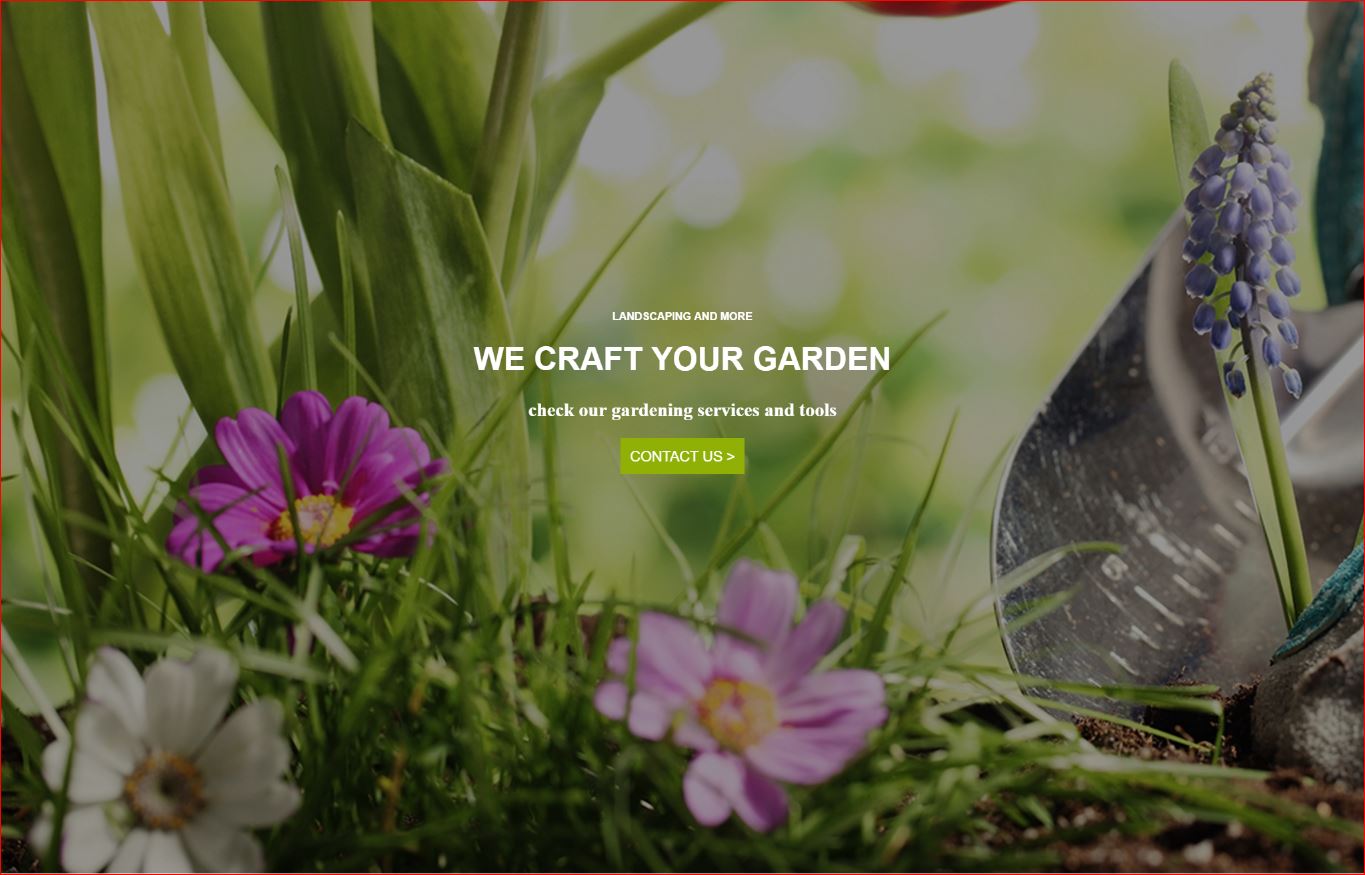 LANDSCAPING AND MORE
WE CRAFT YOUR GARDEN
check our gardening services and tools
CONTACT US >